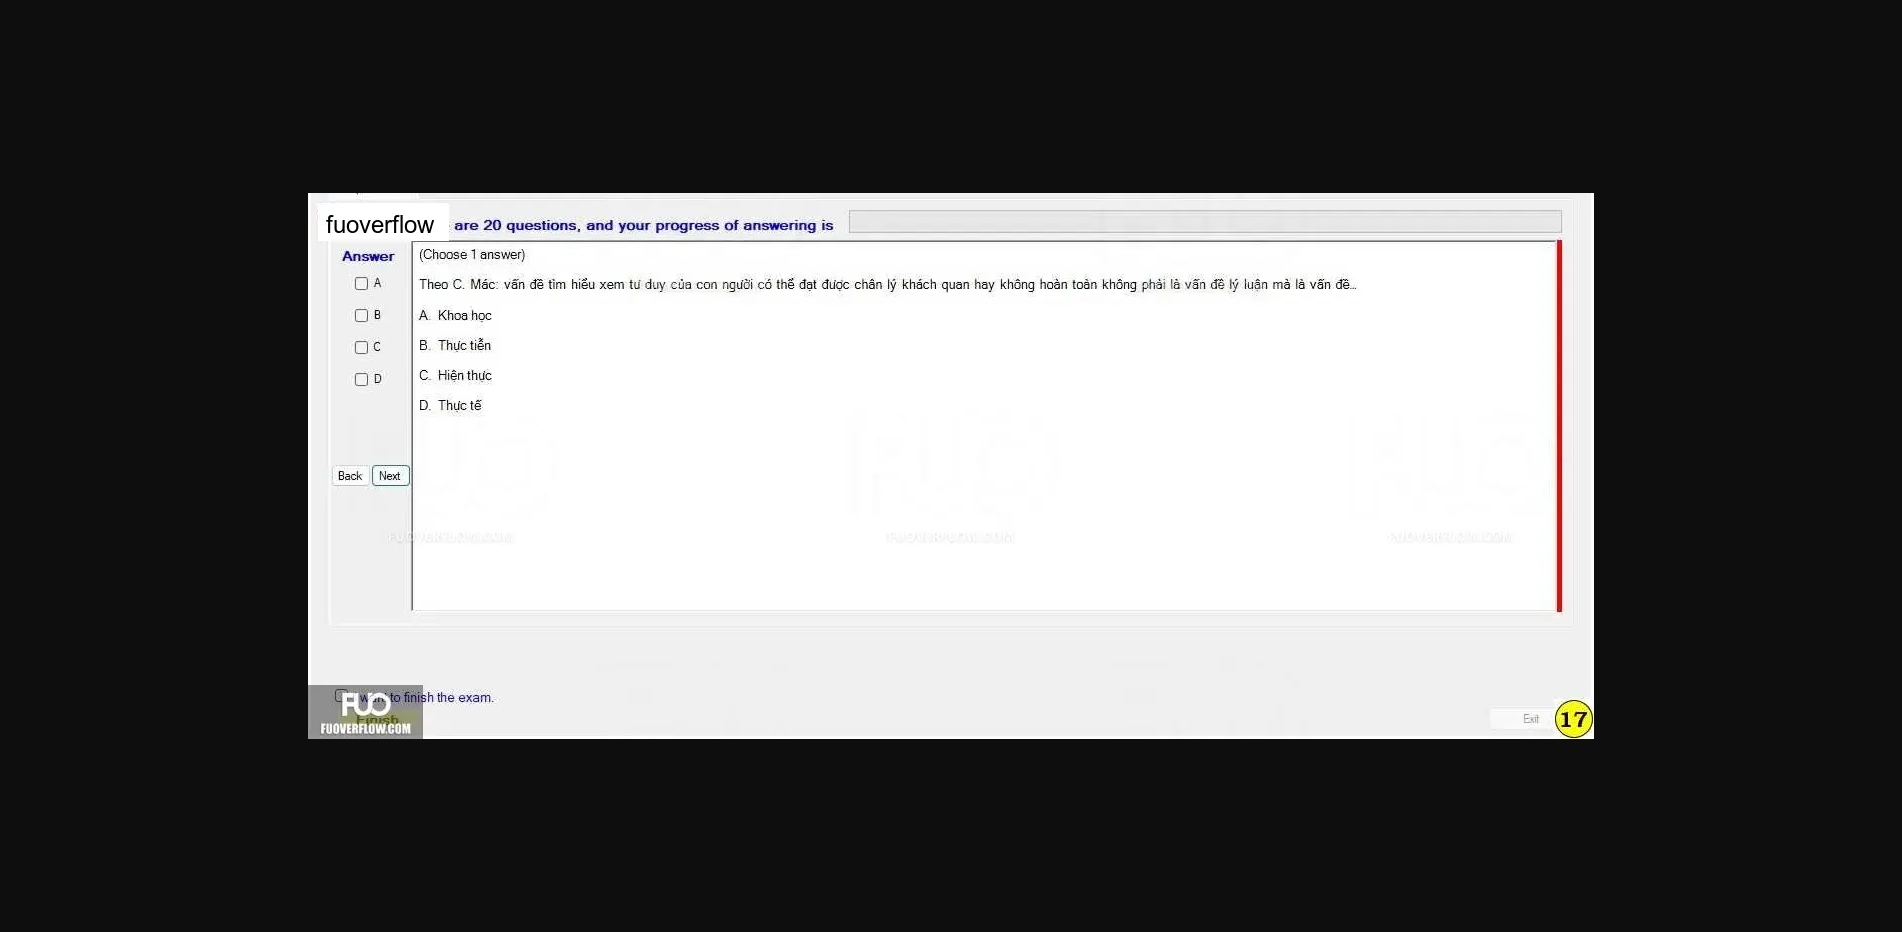 fuoverflow are 20 questions, and your progress of answering is
Answer
(Choose 1 answer)
A
Theo C. Mác: vấn đề tìm hiểu xem tư duy của con người có thể đạt được chân lý khách quan hay không hoàn toàn không phải là vấn đề lý luận mà là vấn đề...
B
A. Khoa học
C
B. Thực tiễn
D
C. Hiện thực
D. Thực tế
Back Next
FUOVERFLOW.COM FUOVERFLOW.COM FUOVERFLOW.COM
I want to finish the exam.
FUO
Finish
FUOVERFLOW.COM
Exit 17